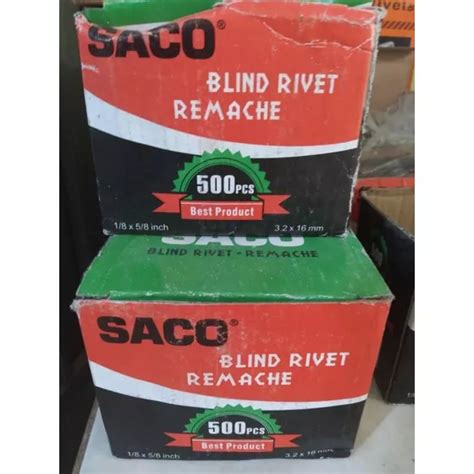 SACO®
BLIND RIVET
REMACHE
500PCS
Best Product
1/8 x 5/8 inch
3.2 x 16 mm
SACO
BLIND RIVET - REMACHE
SACO®
BLIND RIVET
REMACHE
500PCS
Best Product
1/8 x 5/8 inch
3.2 x 16 mm